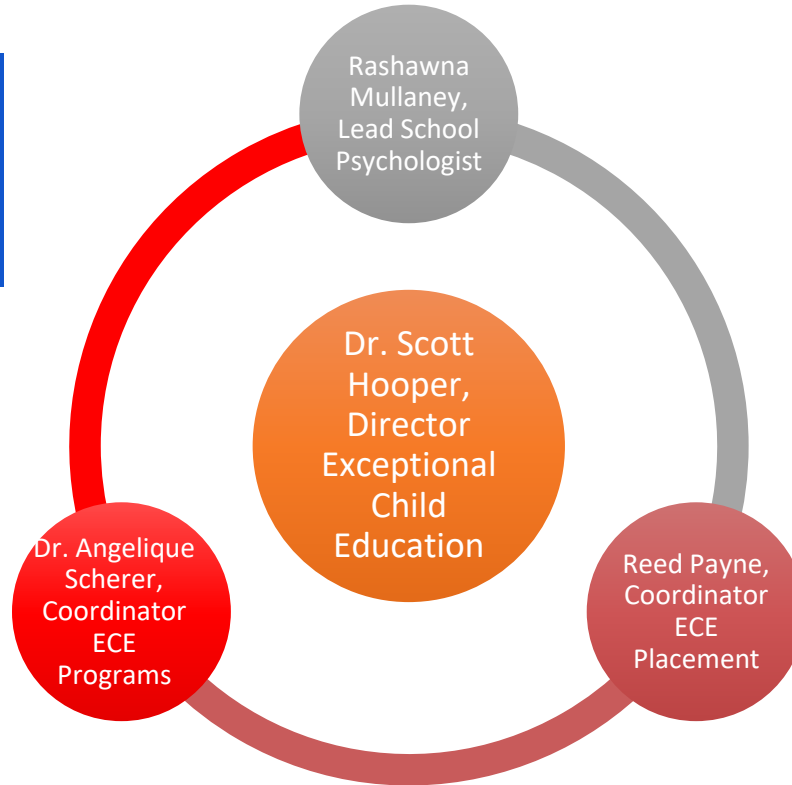 Rashawna
Mullaney,
Lead School
Psychologist
Dr. Scott
Hooper,
Director
Exceptional
Child
Education
Dr. Angelique
Scherer,
Coordinator
ECE
Programs
Reed Payne,
Coordinator
ECE
Placement